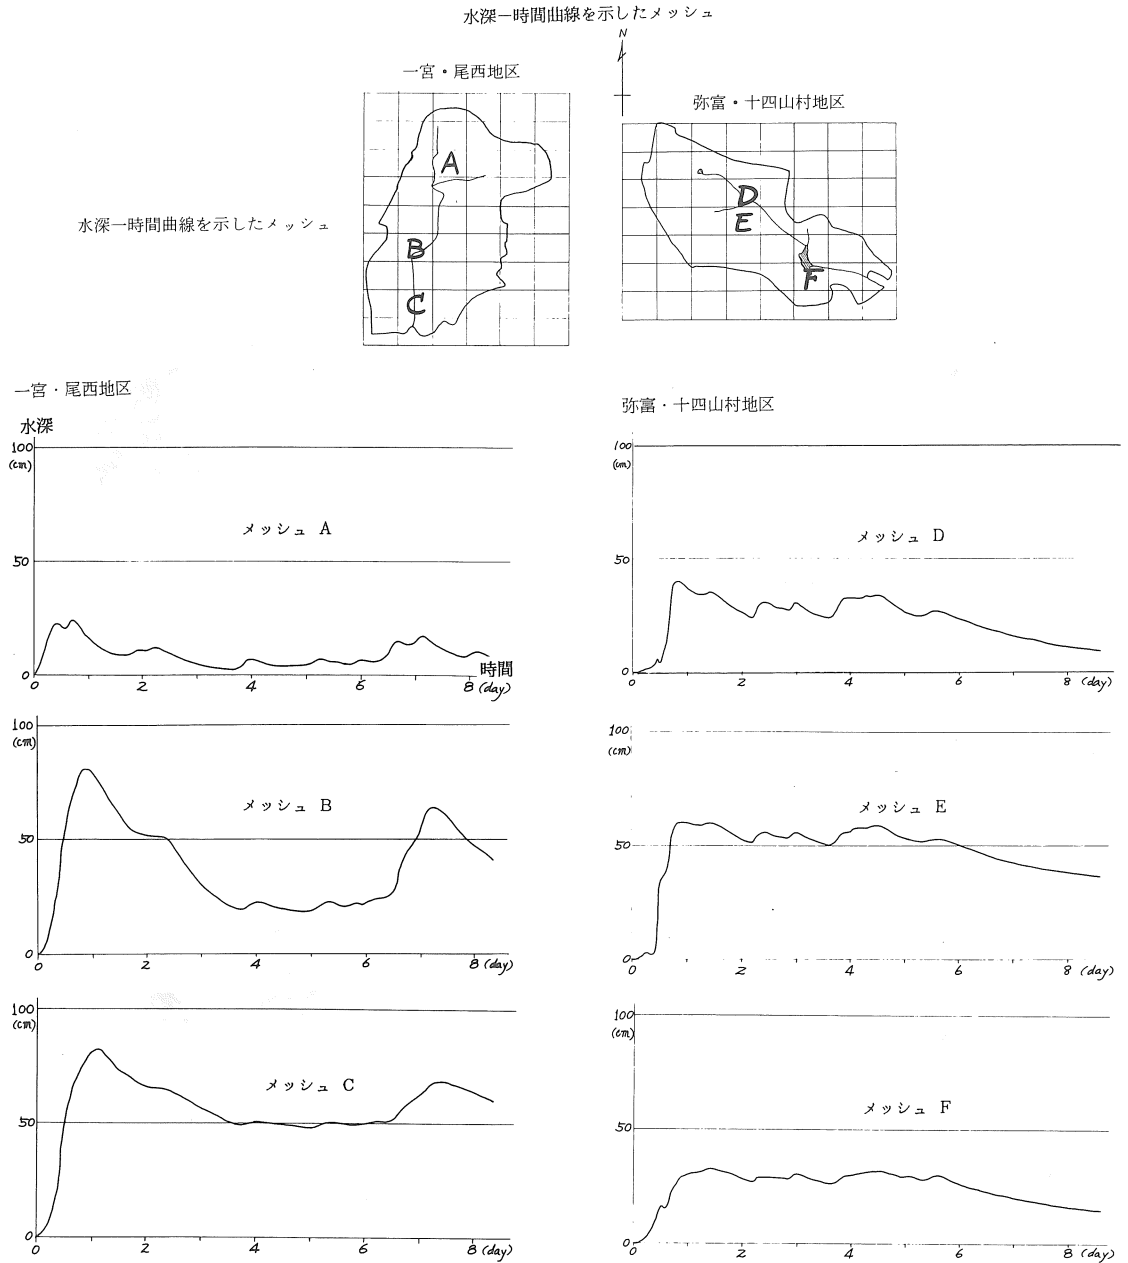 水深－時間曲線を示したメッシュ
N
一宮・尾西地区
弥富・十四山村地区
A
B
C
D
E
F
水深－時間曲線を示したメッシュ
一宮・尾西地区
水深
100
(cm)
メッシュ A
50
0
時間
0 2 4 6 8 (day)
100
(cm)
メッシュ B
50
0
0 2 4 6 8 (day)
100
(cm)
メッシュ C
50
0
0 2 4 6 8 (day)
弥富・十四山村地区
100
(cm)
メッシュ D
50
0
0 2 4 6 8 (day)
100
(cm)
メッシュ E
50
0
0 2 4 6 8 (day)
100
(cm)
メッシュ F
50
0
0 2 4 6 8 (day)